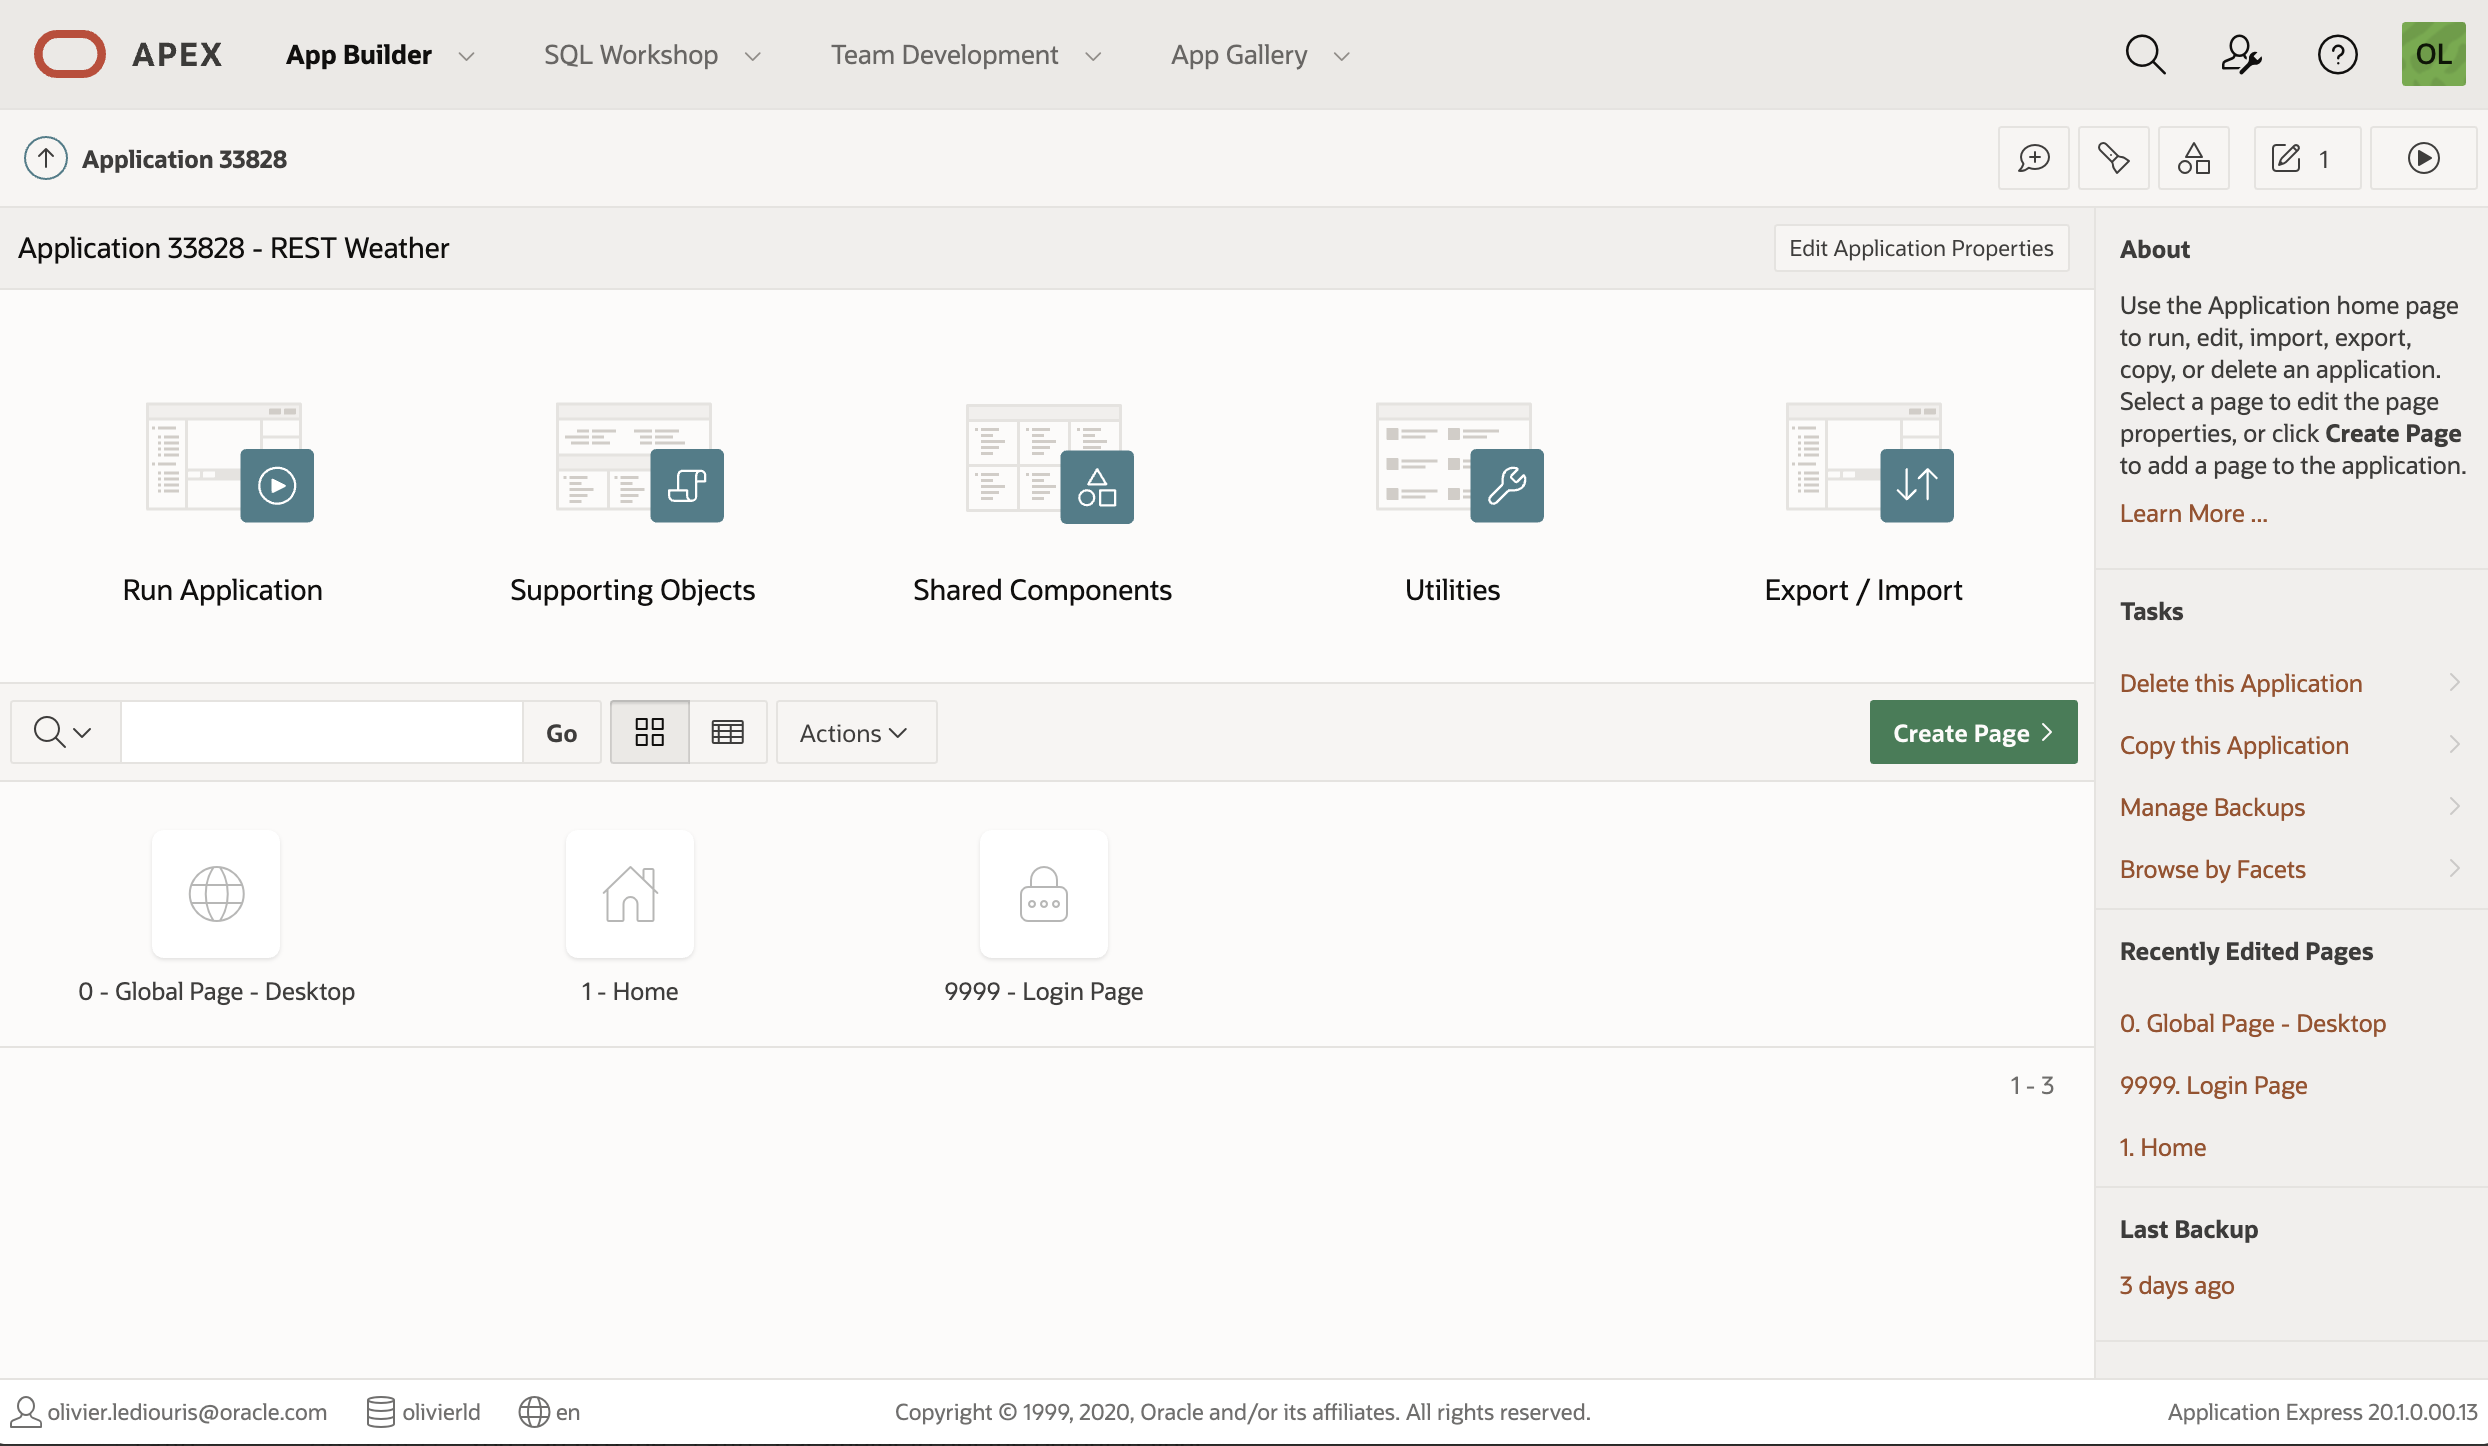 APEX
App Builder
SQL Workshop
Team Development
App Gallery
OL
Application 33828
1
Application 33828 - REST Weather
Edit Application Properties
Run Application
Supporting Objects
Shared Components
Utilities
Export / Import
Go
Actions
Create Page
0 - Global Page - Desktop
1 - Home
9999 - Login Page
1 - 3
About
Use the Application home page
to run, edit, import, export,
copy, or delete an application.
Select a page to edit the page
properties, or click Create Page
to add a page to the application.
Learn More ...
Tasks
Delete this Application
Copy this Application
Manage Backups
Browse by Facets
Recently Edited Pages
0. Global Page - Desktop
9999. Login Page
1. Home
Last Backup
3 days ago
olivier.lediouris@oracle.com
olivierld
en
Copyright © 1999, 2020, Oracle and/or its affiliates. All rights reserved.
Application Express 20.1.0.00.13